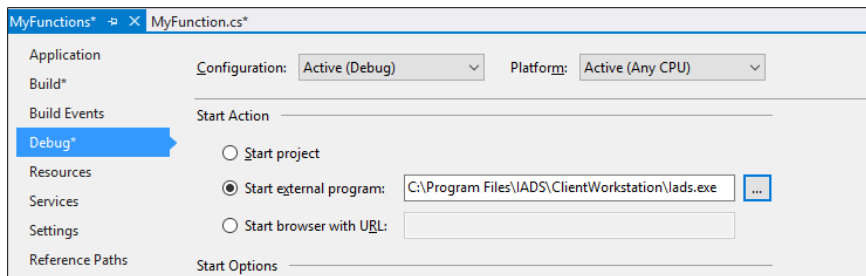 MyFunctions* MyFunction.cs*
Application
Configuration: Active (Debug) Platform: Active (Any CPU)
Build*
Build Events
Start Action
Debug*
Start project
Resources
Start external program: C:\Program Files\IADS\ClientWorkstation\Iads.exe ...
Services
Start browser with URL:
Settings
Reference Paths
Start Options